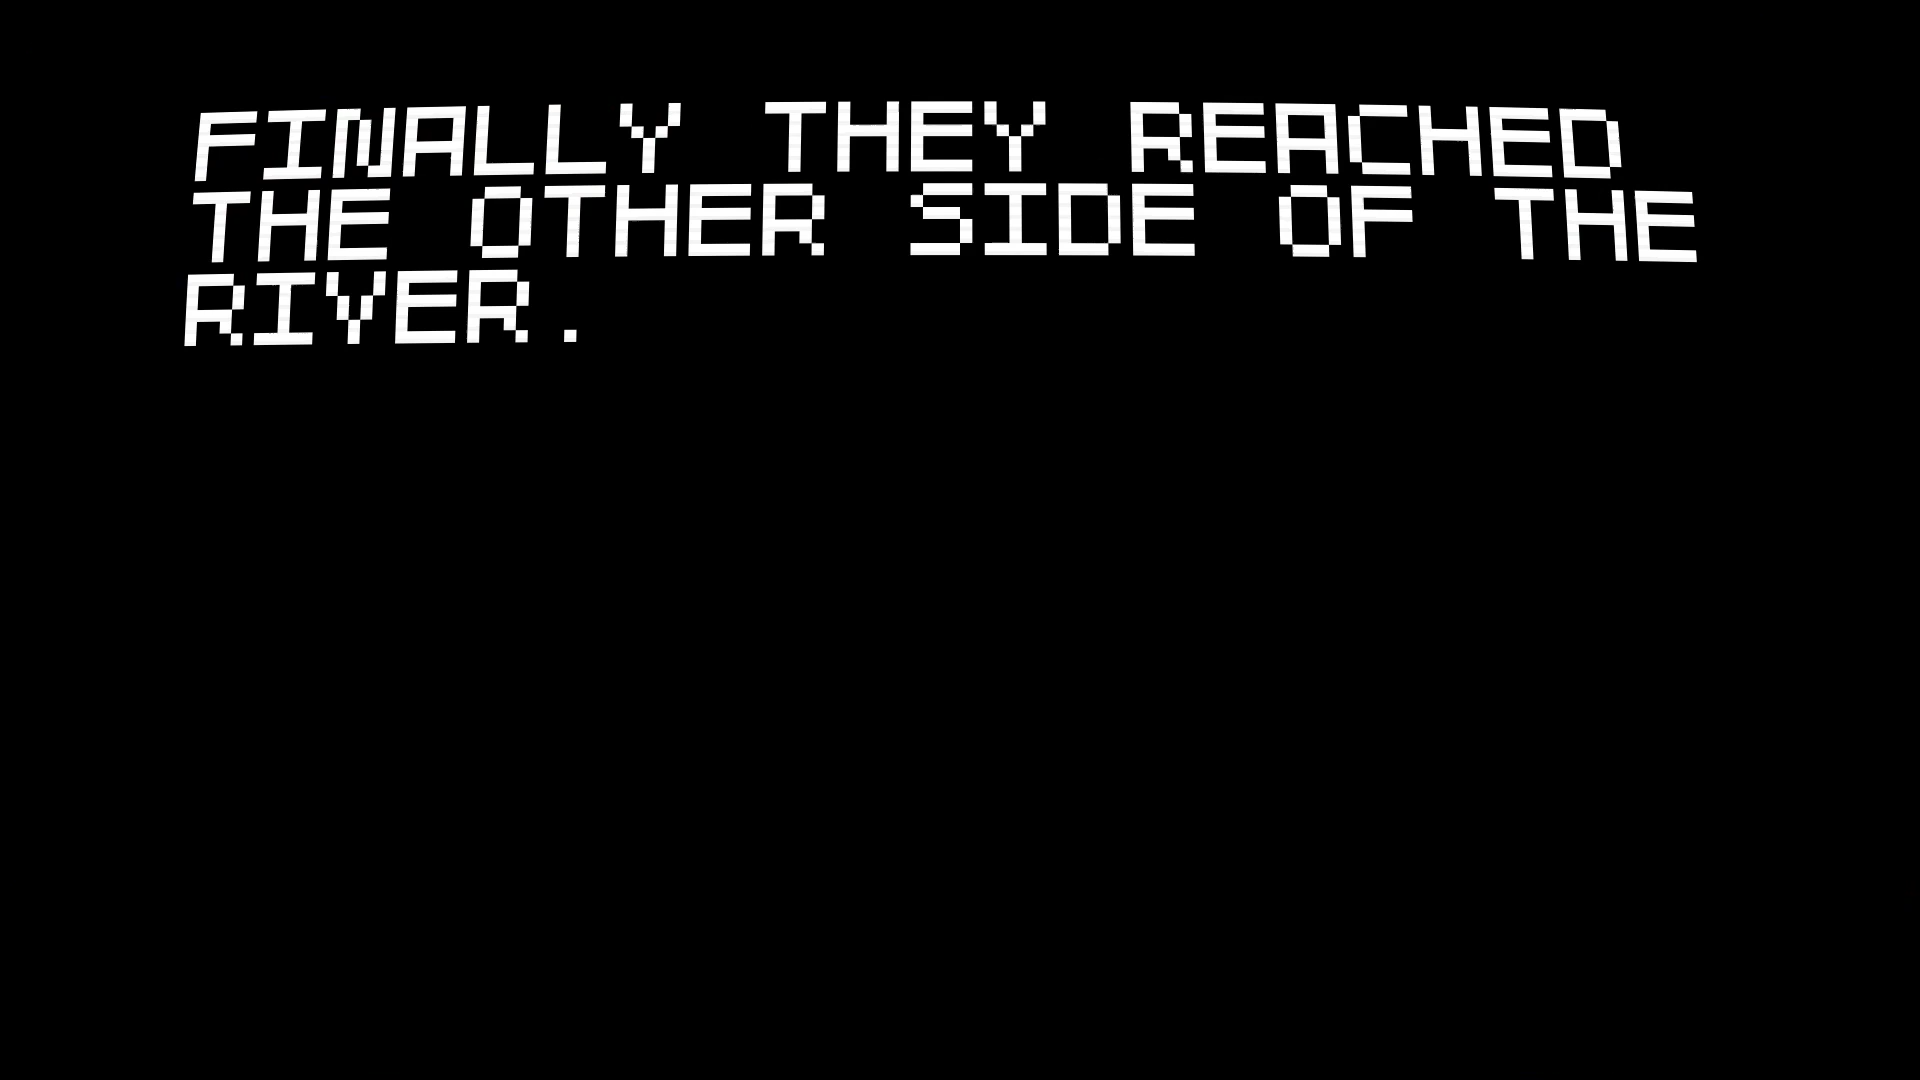 FINALLY THEY REACHED
THE OTHER SIDE OF THE
RIVER.